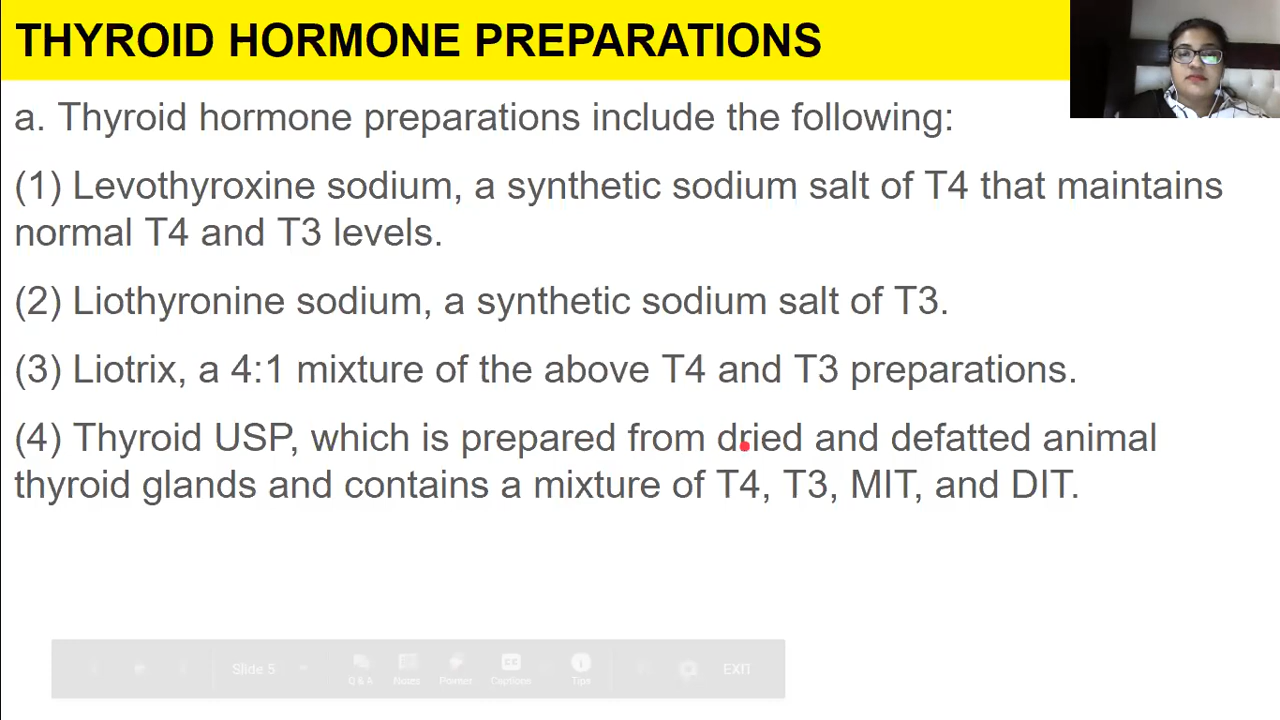 THYROID HORMONE PREPARATIONS
a. Thyroid hormone preparations include the following:
(1) Levothyroxine sodium, a synthetic sodium salt of T4 that maintains
normal T4 and T3 levels.
(2) Liothyronine sodium, a synthetic sodium salt of T3.
(3) Liotrix, a 4:1 mixture of the above T4 and T3 preparations.
(4) Thyroid USP, which is prepared from dried and defatted animal
thyroid glands and contains a mixture of T4, T3, MIT, and DIT.
Slide 5
Q & A Notes Pointer Captions Tips EXIT